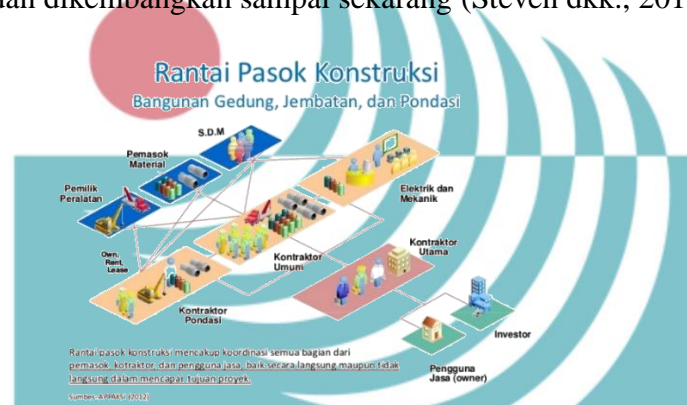 dan dikembangkan sampai sekarang (Steven dkk., 201
Rantai Pasok Konstruksi
Bangunan Gedung, Jembatan, dan Pondasi
S.D.M
Pemasok
Material
Pemilik
Peralatan
Elektrik dan
Mekanik
Own,
Rent,
Lease
Kontraktor
Umum
Kontraktor
Utama
Kontraktor
Pondasi
Investor
Pengguna
Jasa (owner)
Rantai pasok konstruksi mencakup koordinasi semua bagian dari
pemasok, kotraktor, dan pengguna jasa, baik secara langsung maupun tidak
langsung dalam mencapai tujuan proyek.
Sumber: APPMSI (2012)